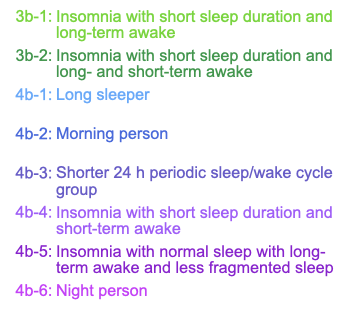 3b-1: Insomnia with short sleep duration and
long-term awake
3b-2: Insomnia with short sleep duration and
long- and short-term awake
4b-1: Long sleeper
4b-2: Morning person
4b-3: Shorter 24 h periodic sleep/wake cycle
group
4b-4: Insomnia with short sleep duration and
short-term awake
4b-5: Insomnia with normal sleep with long-
term awake and less fragmented sleep
4b-6: Night person